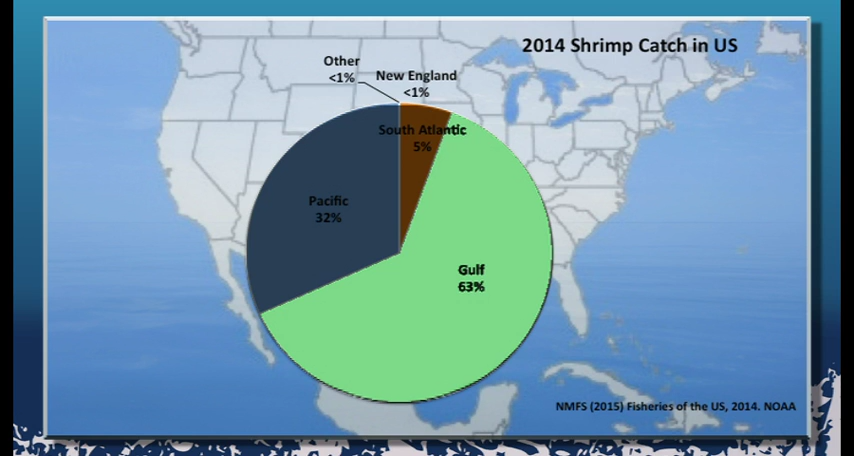 2014 Shrimp Catch in US
Other
<1%
New England
<1%
South Atlantic
5%
Pacific
32%
Gulf
63%
NMFS (2015) Fisheries of the US, 2014. NOAA